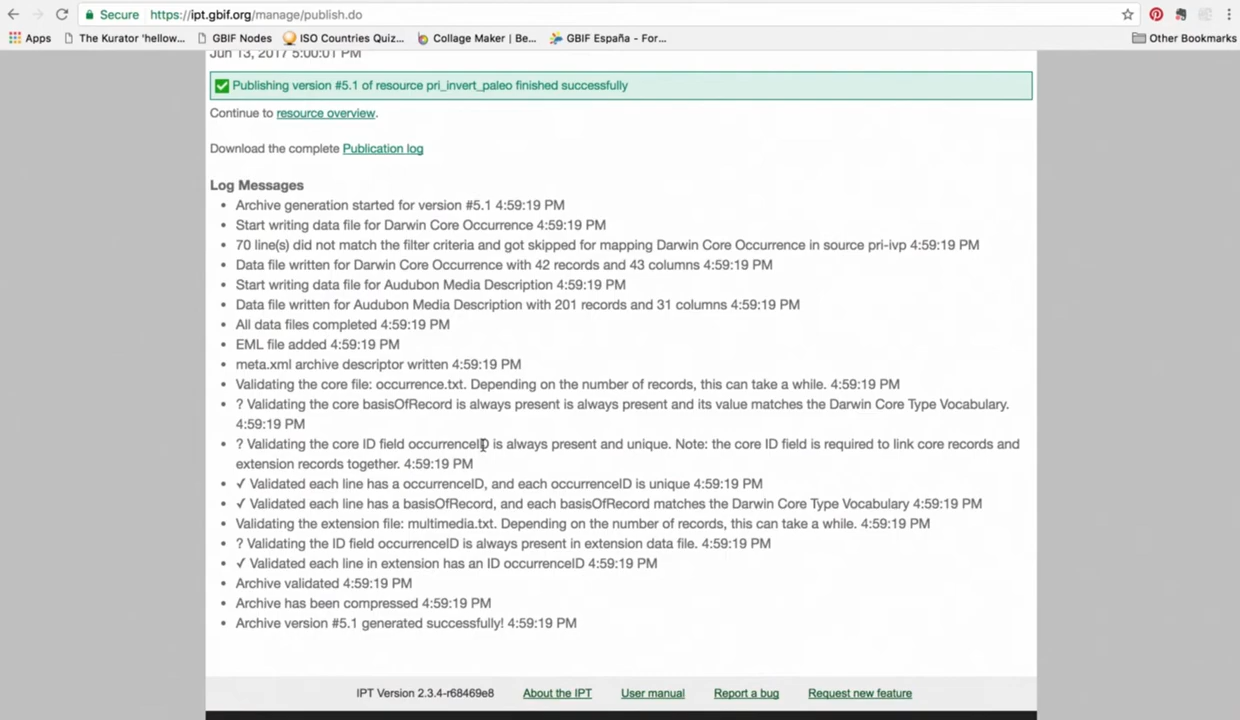 Secure https://ipt.gbif.org/manage/publish.do
Apps The Kurator 'hellow... GBIF Nodes ISO Countries Quiz... Collage Maker | Be... GBIF España - For... Other Bookmarks
Jun 13, 2017 5:00:01 PM
Publishing version #5.1 of resource pri_invert_paleo finished successfully
Continue to resource overview.
Download the complete Publication log
Log Messages
• Archive generation started for version #5.1 4:59:19 PM
• Start writing data file for Darwin Core Occurrence 4:59:19 PM
• 70 line(s) did not match the filter criteria and got skipped for mapping Darwin Core Occurrence in source pri-ivp 4:59:19 PM
• Data file written for Darwin Core Occurrence with 42 records and 43 columns 4:59:19 PM
• Start writing data file for Audubon Media Description 4:59:19 PM
• Data file written for Audubon Media Description with 201 records and 31 columns 4:59:19 PM
• All data files completed 4:59:19 PM
• EML file added 4:59:19 PM
• meta.xml archive descriptor written 4:59:19 PM
• Validating the core file: occurrence.txt. Depending on the number of records, this can take a while. 4:59:19 PM
• ? Validating the core basisOfRecord is always present is always present and its value matches the Darwin Core Type Vocabulary.
4:59:19 PM
• ? Validating the core ID field occurrenceID is always present and unique. Note: the core ID field is required to link core records and
extension records together. 4:59:19 PM
• ✓ Validated each line has a occurrenceID, and each occurrenceID is unique 4:59:19 PM
• ✓ Validated each line has a basisOfRecord, and each basisOfRecord matches the Darwin Core Type Vocabulary 4:59:19 PM
• Validating the extension file: multimedia.txt. Depending on the number of records, this can take a while. 4:59:19 PM
• ? Validating the ID field occurrenceID is always present in extension data file. 4:59:19 PM
• ✓ Validated each line in extension has an ID occurrenceID 4:59:19 PM
• Archive validated 4:59:19 PM
• Archive has been compressed 4:59:19 PM
• Archive version #5.1 generated successfully! 4:59:19 PM
IPT Version 2.3.4-r68469e8 About the IPT User manual Report a bug Request new feature